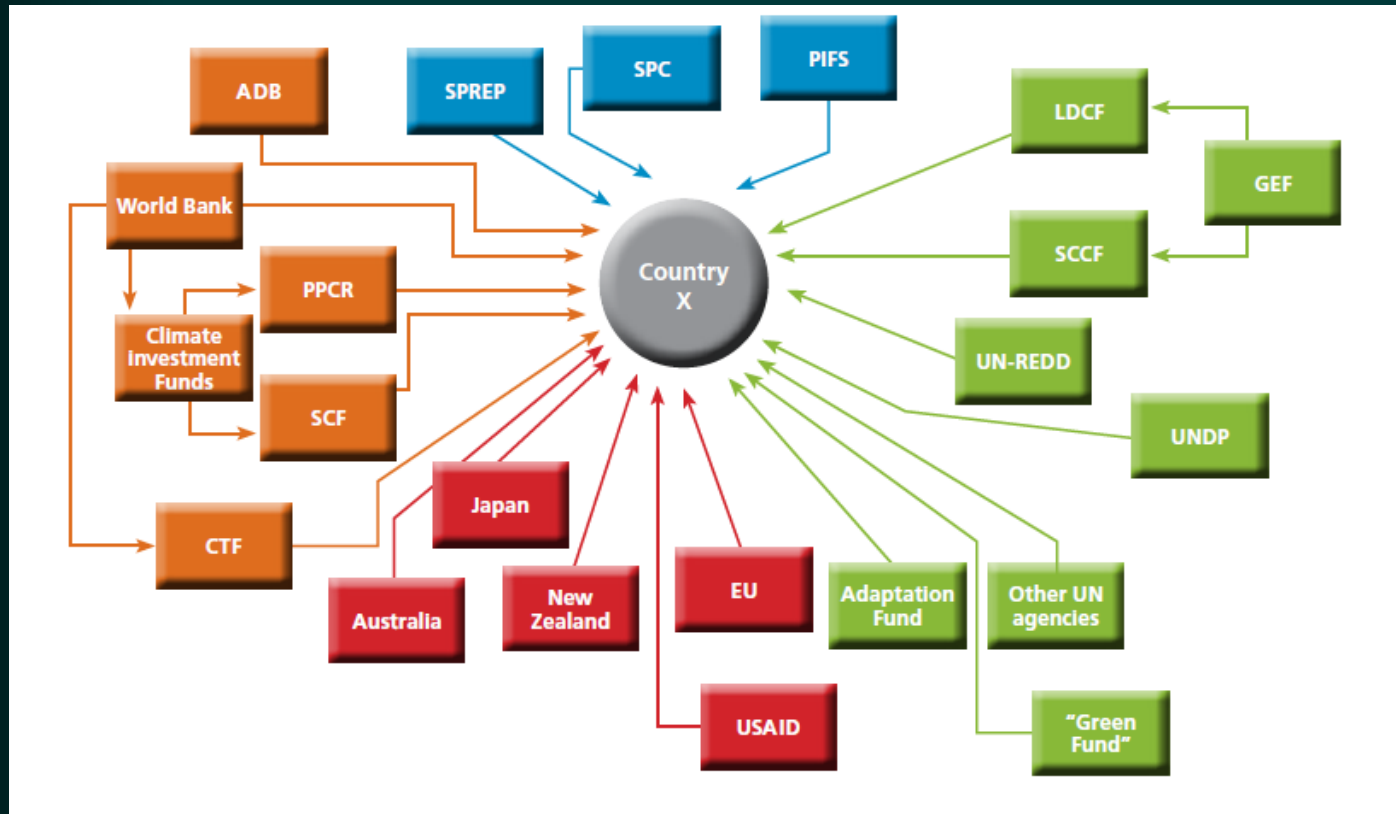 ADB
SPREP
SPC
PIFS
LDCF
GEF
World Bank
SCCF
Country
X
PPCR
Climate
Investment
Funds
UN-REDD
SCF
UNDP
Japan
CTF
Australia
New
Zealand
EU
Adaptation
Fund
Other UN
agencies
USAID
“Green
Fund”